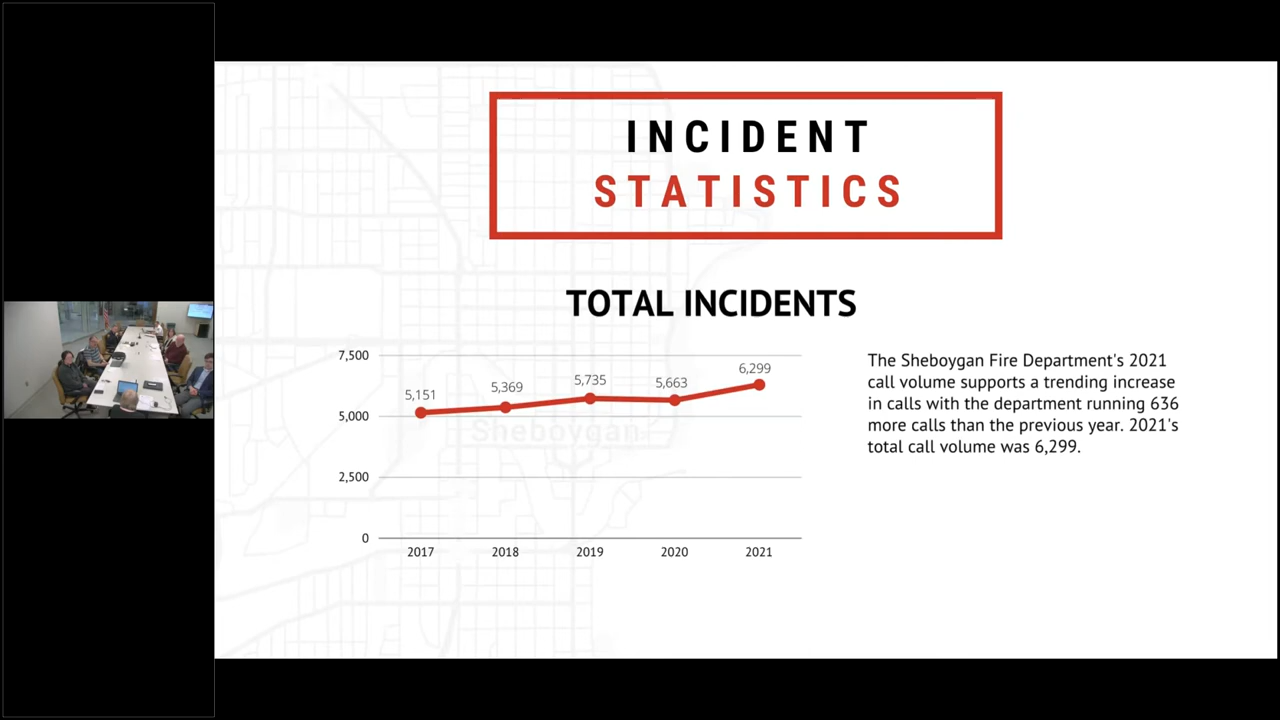 INCIDENT
STATISTICS
TOTAL INCIDENTS
7,500
5,000
2,500
0
5,151
5,369
5,735
5,663
6,299
2017
2018
2019
2020
2021
Sheboygan
The Sheboygan Fire Department's 2021
call volume supports a trending increase
in calls with the department running 636
more calls than the previous year. 2021's
total call volume was 6,299.